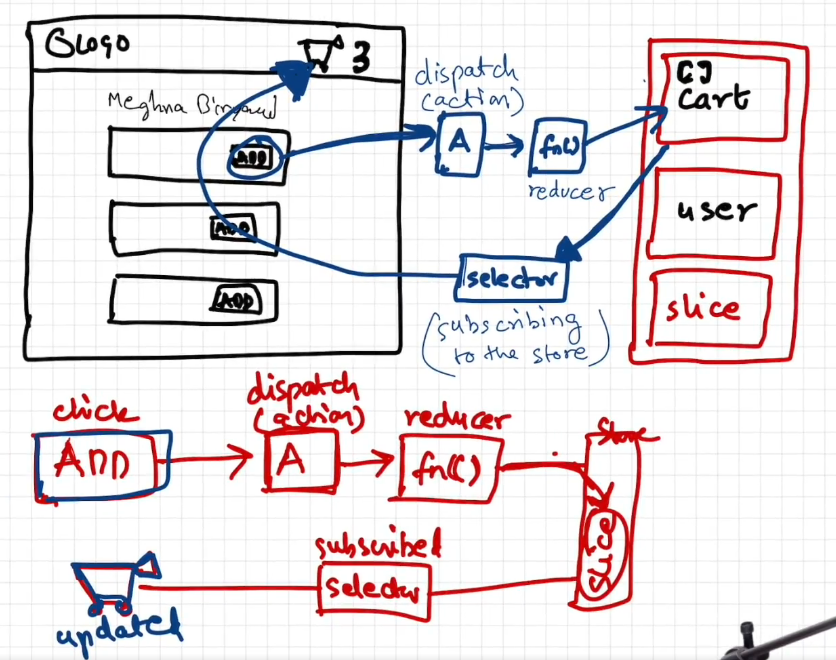 LOGO
3
dispatch
(action)
[]
Cart
Meghna Biryani
ADD
A
fn()
reducer
ADD
user
selector
ADD
slice
(subscribing
to the store)
click
dispatch
(action)
reducer
Store
ADD
A
fn()
slice
subscribed
selector
updated